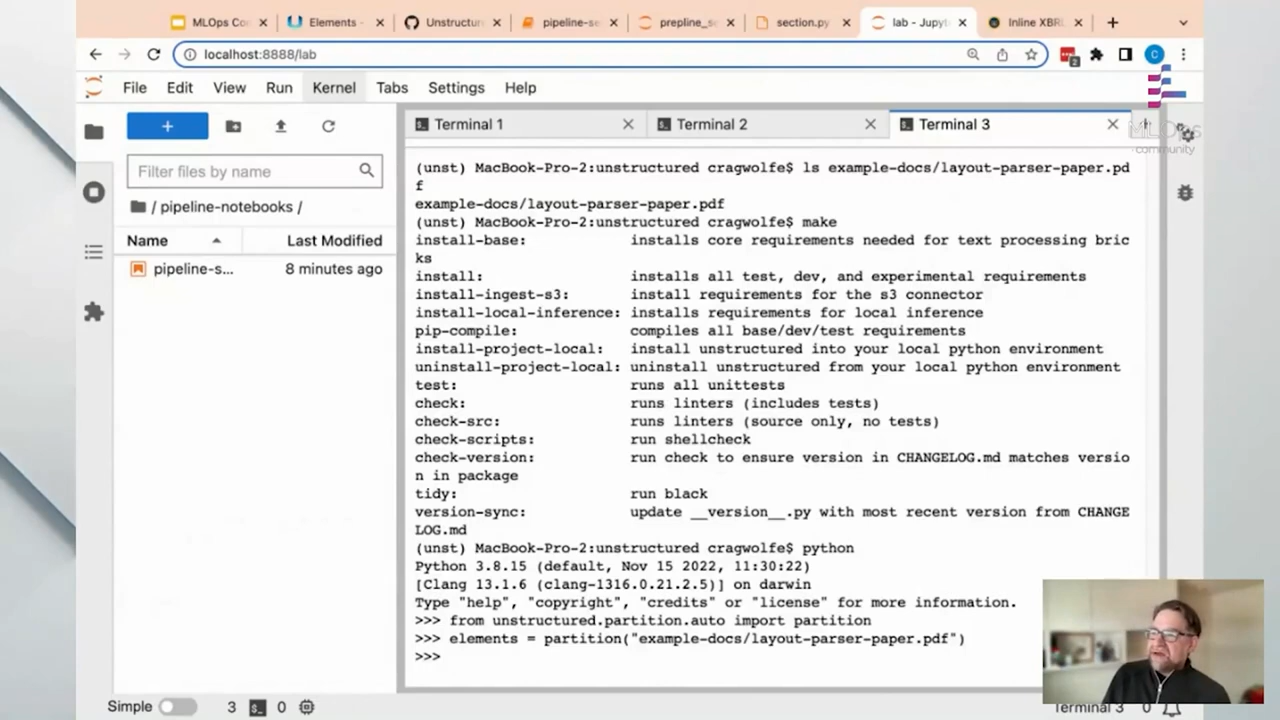 MLOps Co
Elements -
Unstructur
pipeline-se
prepline_se
section.py
lab - Jupyt
Inline XBRL
localhost:8888/lab
2
C
File Edit View Run Kernel Tabs Settings Help
MLOps
community
+
Terminal 1
Terminal 2
Terminal 3
Filter files by name
/ pipeline-notebooks /
Name
Last Modified
pipeline-s...
8 minutes ago
(unst) MacBook-Pro-2:unstructured cragwolfe$ ls example-docs/layout-parser-paper.pd
f
example-docs/layout-parser-paper.pdf
(unst) MacBook-Pro-2:unstructured cragwolfe$ make
install-base: installs core requirements needed for text processing bric
ks
install: installs all test, dev, and experimental requirements
install-ingest-s3: install requirements for the s3 connector
install-local-inference: installs requirements for local inference
pip-compile: compiles all base/dev/test requirements
install-project-local: install unstructured into your local python environment
uninstall-project-local: uninstall unstructured from your local python environment
test: runs all unittests
check: runs linters (includes tests)
check-src: runs linters (source only, no tests)
check-scripts: run shellcheck
check-version: run check to ensure version in CHANGELOG.md matches versio
n in package
tidy: run black
version-sync: update __version__.py with most recent version from CHANGE
LOG.md
(unst) MacBook-Pro-2:unstructured cragwolfe$ python
Python 3.8.15 (default, Nov 15 2022, 11:30:22)
[Clang 13.1.6 (clang-1316.0.21.2.5)] on darwin
Type "help", "copyright", "credits" or "license" for more information.
>>> from unstructured.partition.auto import partition
>>> elements = partition("example-docs/layout-parser-paper.pdf")
>>>
Simple 3 $_ 0
Terminal 3 0